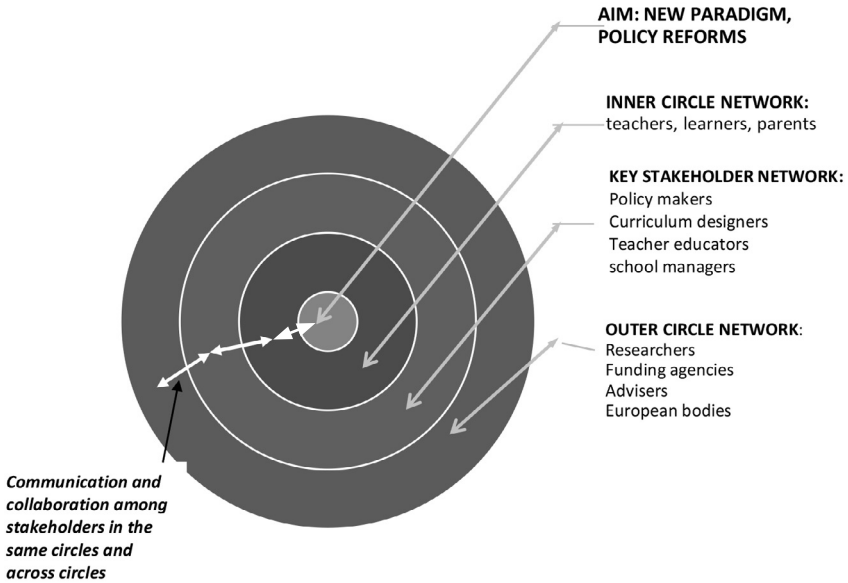 AIM: NEW PARADIGM,
POLICY REFORMS
INNER CIRCLE NETWORK:
teachers, learners, parents
KEY STAKEHOLDER NETWORK:
Policy makers
Curriculum designers
Teacher educators
school managers
OUTER CIRCLE NETWORK:
Researchers
Funding agencies
Advisers
European bodies
Communication and
collaboration among
stakeholders in the
same circles and
across circles